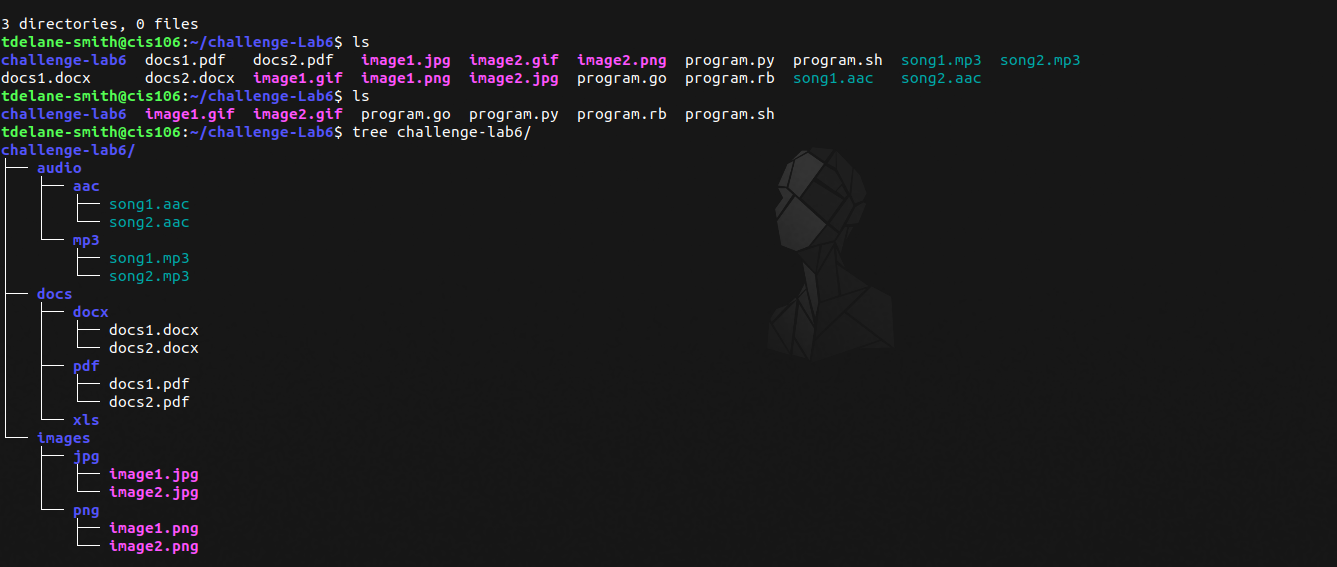 3 directories, 0 files
tdelane-smith@cis106:~/challenge-Lab6$ ls
challenge-lab6  docs1.pdf   docs2.pdf   image1.jpg  image2.gif  image2.png  program.py  program.sh  song1.mp3  song2.mp3
docs1.docx      docs2.docx  image1.gif  image1.png  image2.jpg  program.go  program.rb  song1.aac   song2.aac
tdelane-smith@cis106:~/challenge-Lab6$ ls
challenge-lab6  image1.gif  image2.gif  program.go  program.py  program.rb  program.sh
tdelane-smith@cis106:~/challenge-Lab6$ tree challenge-lab6/
challenge-lab6/
├── audio
│   ├── aac
│   │   ├── song1.aac
│   │   └── song2.aac
│   └── mp3
│       ├── song1.mp3
│       └── song2.mp3
├── docs
│   ├── docx
│   │   ├── docs1.docx
│   │   └── docs2.docx
│   ├── pdf
│   │   ├── docs1.pdf
│   │   └── docs2.pdf
│   └── xls
└── images
    ├── jpg
    │   ├── image1.jpg
    │   └── image2.jpg
    └── png
        ├── image1.png
        └── image2.png